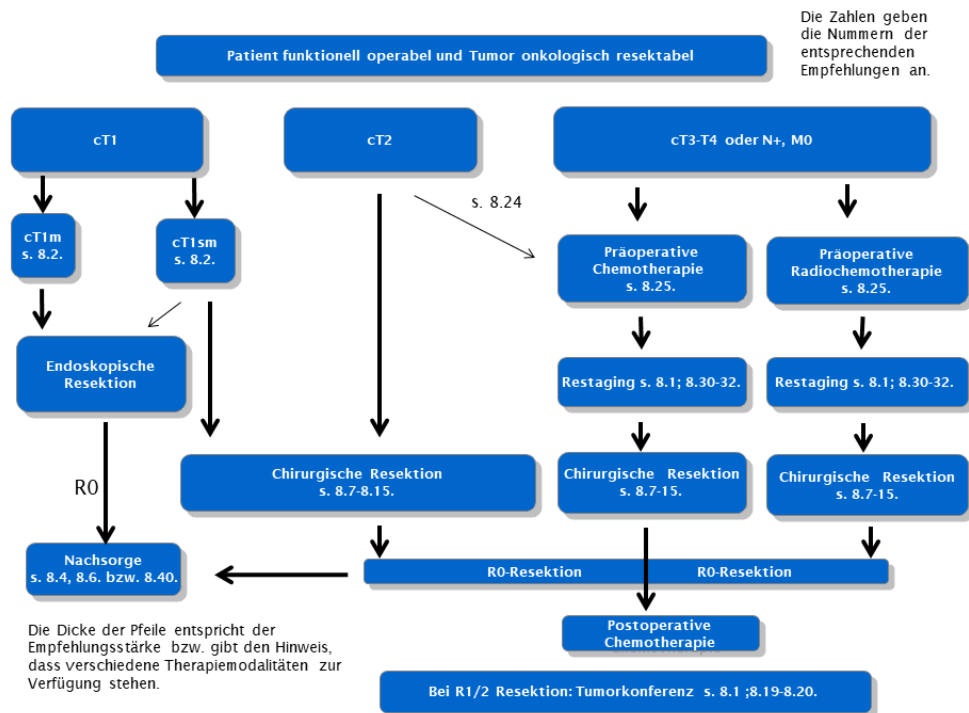 Die Zahlen geben
die Nummern der
entsprechenden
Empfehlungen an.
Patient funktionell operabel und Tumor onkologisch resektabel
cT1
cT2
cT3-T4 oder N+, M0
s. 8.24
cT1m
s. 8.2.
cT1sm
s. 8.2.
Präoperative
Chemotherapie
s. 8.25.
Präoperative
Radiochemotherapie
s. 8.25.
Endoskopische
Resektion
Restaging s. 8.1; 8.30-32.
Restaging s. 8.1; 8.30-32.
R0
Chirurgische Resektion
s. 8.7-8.15.
Chirurgische Resektion
s. 8.7-15.
Chirurgische Resektion
s. 8.7-15.
Nachsorge
s. 8.4, 8.6. bzw. 8.40.
R0-Resektion
R0-Resektion
Postoperative
Chemotherapie
Die Dicke der Pfeile entspricht der
Empfehlungsstärke bzw. gibt den Hinweis,
dass verschiedene Therapiemodalitäten zur
Verfügung stehen.
Bei R1/2 Resektion: Tumorkonferenz s. 8.1 ;8.19-8.20.